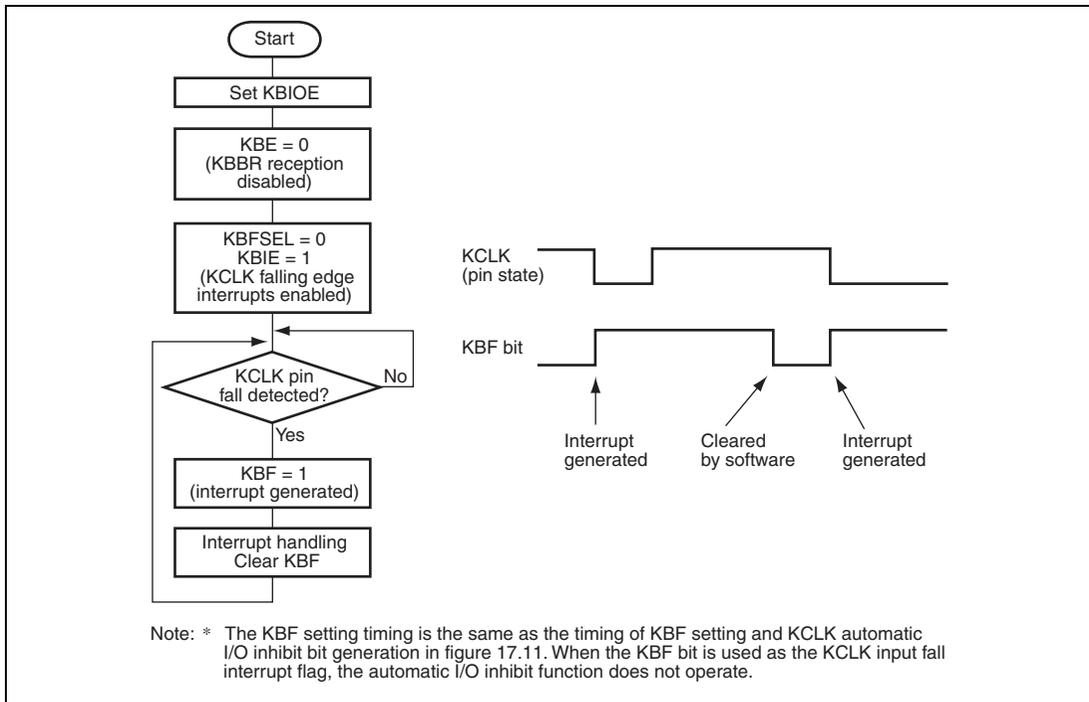 Start
Set KBIOE
KBE = 0
(KBBR reception
disabled)
KBFSEL = 0
KBIE = 1
(KCLK falling edge
interrupts enabled)
KCLK pin
fall detected?
No
Yes
KBF = 1
(interrupt generated)
Interrupt handling
Clear KBF
KCLK
(pin state)
KBF bit
Interrupt
generated
Cleared
by software
Interrupt
generated
Note: * The KBF setting timing is the same as the timing of KBF setting and KCLK automatic
I/O inhibit bit generation in figure 17.11. When the KBF bit is used as the KCLK input fall
interrupt flag, the automatic I/O inhibit function does not operate.